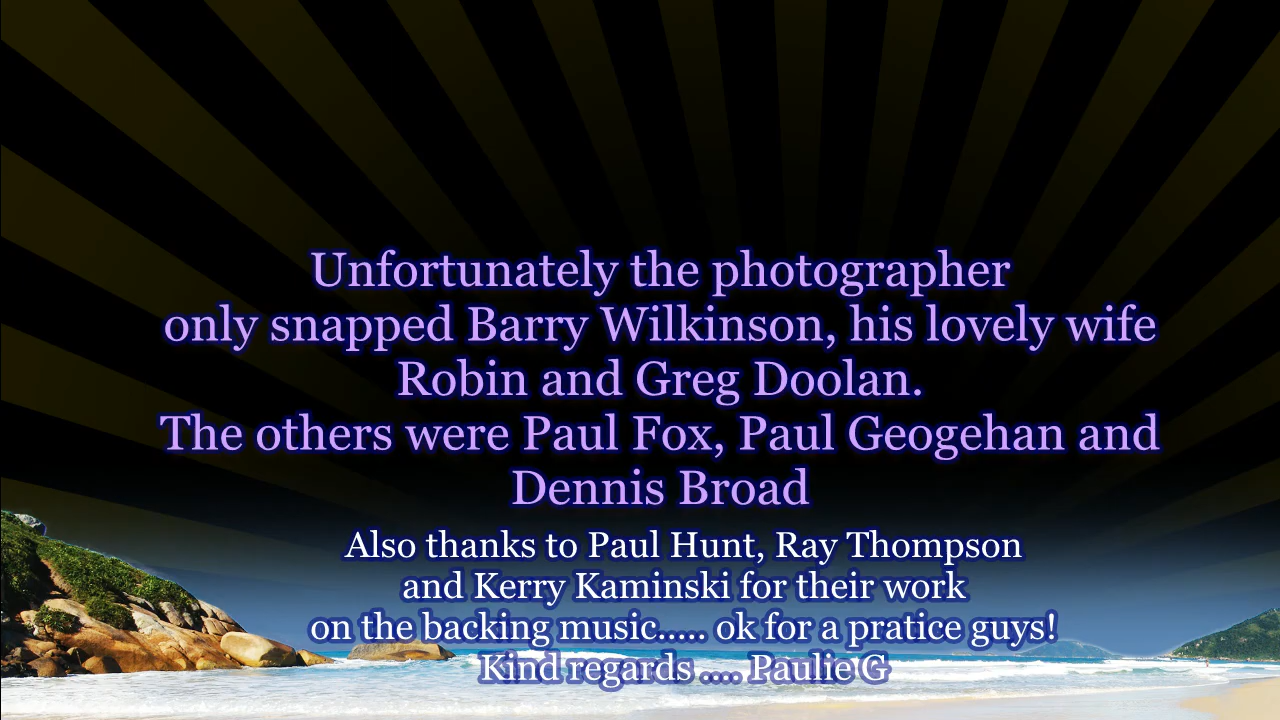 Unfortunately the photographer
only snapped Barry Wilkinson, his lovely wife
Robin and Greg Doolan.
The others were Paul Fox, Paul Geogehan and
Dennis Broad
Also thanks to Paul Hunt, Ray Thompson
and Kerry Kaminski for their work
on the backing music..... ok for a pratice guys!
Kind regards .... Paulie G